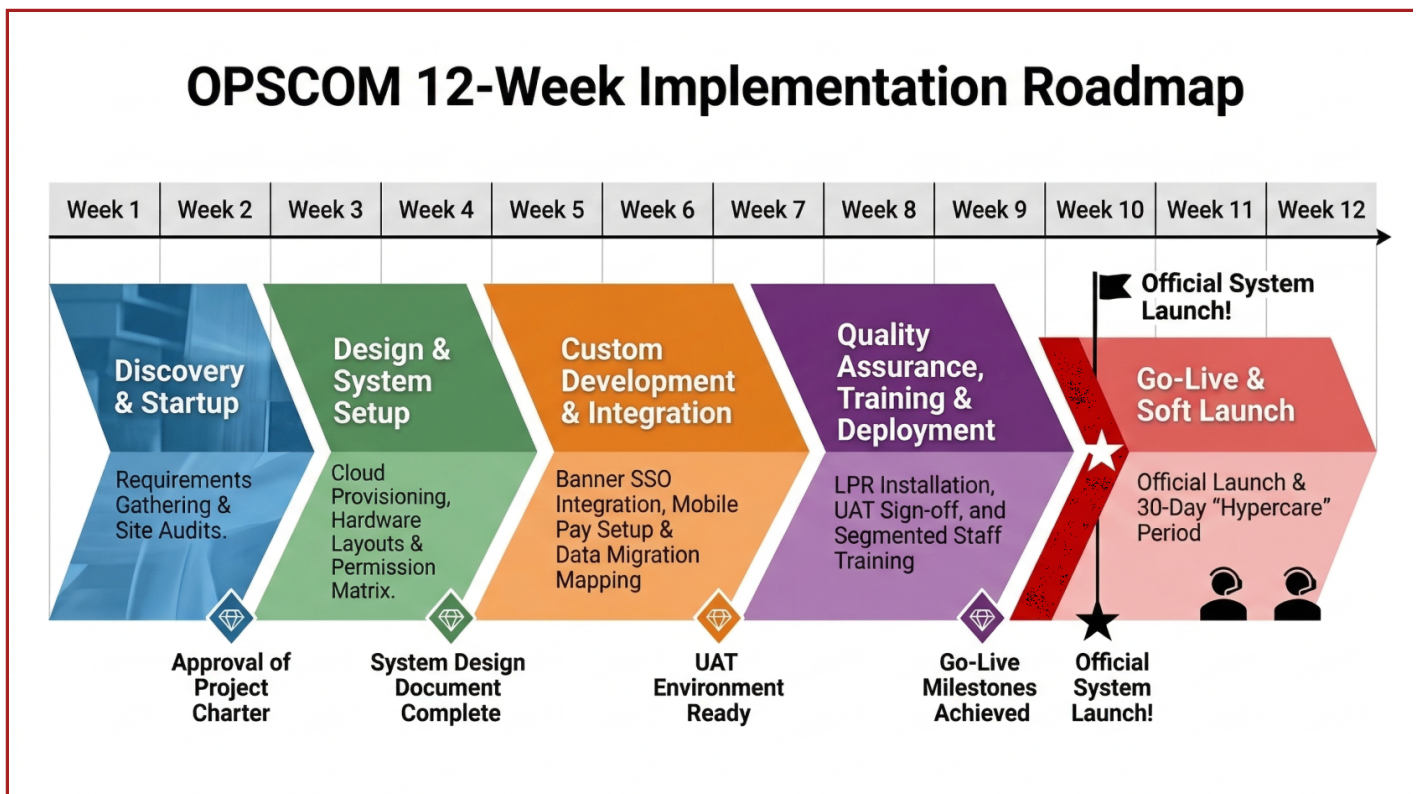 OPSCOM 12-Week Implementation Roadmap
Week 1 Week 2 Week 3 Week 4 Week 5 Week 6 Week 7 Week 8 Week 9 Week 10 Week 11 Week 12
Discovery
& Startup
Requirements
Gathering &
Site Audits.
Approval of
Project
Charter
Design &
System
Setup
Cloud
Provisioning,
Hardware
Layouts &
Permission
Matrix.
System Design
Document
Complete
Custom
Development
& Integration
Banner SSO
Integration, Mobile
Pay Setup &
Data Migration
Mapping
UAT
Environment
Ready
Quality
Assurance,
Training &
Deployment
LPR Installation,
UAT Sign-off, and
Segmented Staff
Training
Go-Live
Milestones
Achieved
Official System
Launch!
Go-Live &
Soft Launch
Official Launch &
30-Day “Hypercare”
Period
Official
System
Launch!